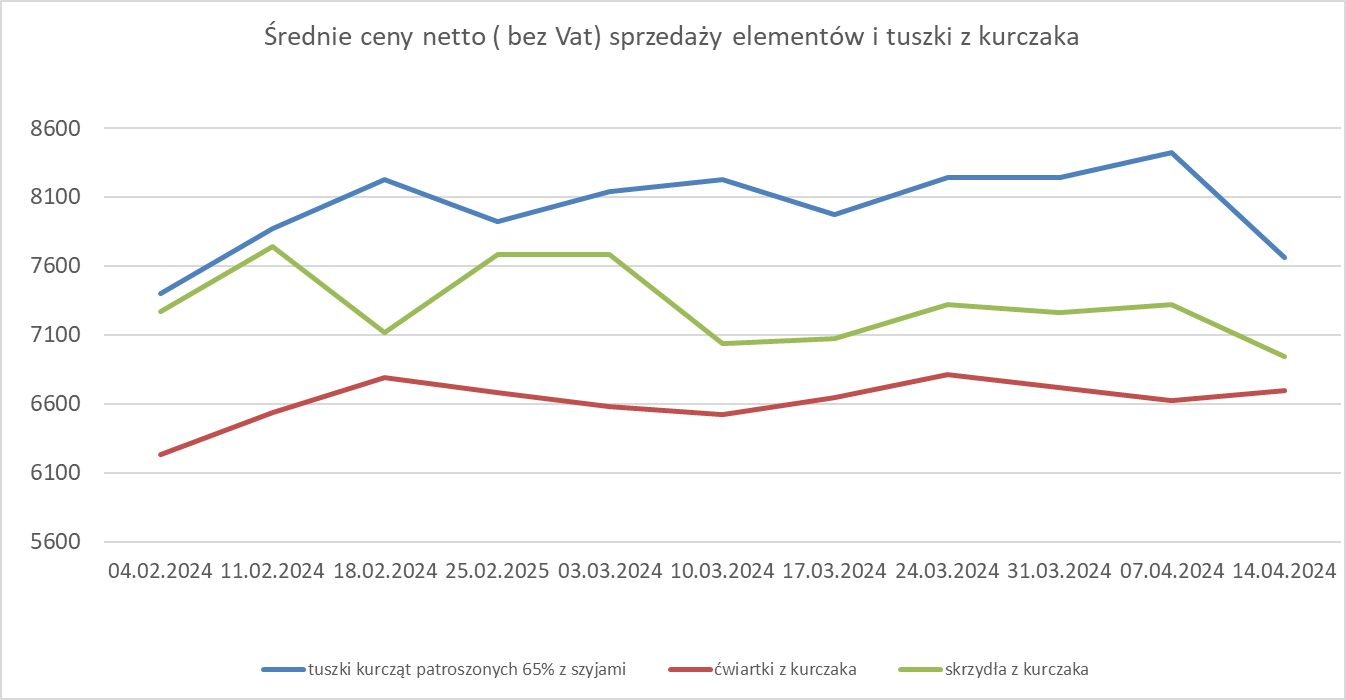 Średnie ceny netto ( bez Vat) sprzedaży elementów i tuszki z kurczaka
8600
8100
7600
7100
6600
6100
5600
04.02.2024 11.02.2024 18.02.2024 25.02.2025 03.03.2024 10.03.2024 17.03.2024 24.03.2024 31.03.2024 07.04.2024 14.04.2024
tuszki kurcząt patroszonych 65% z szyjami ćwiartki z kurczaka skrzydła z kurczaka